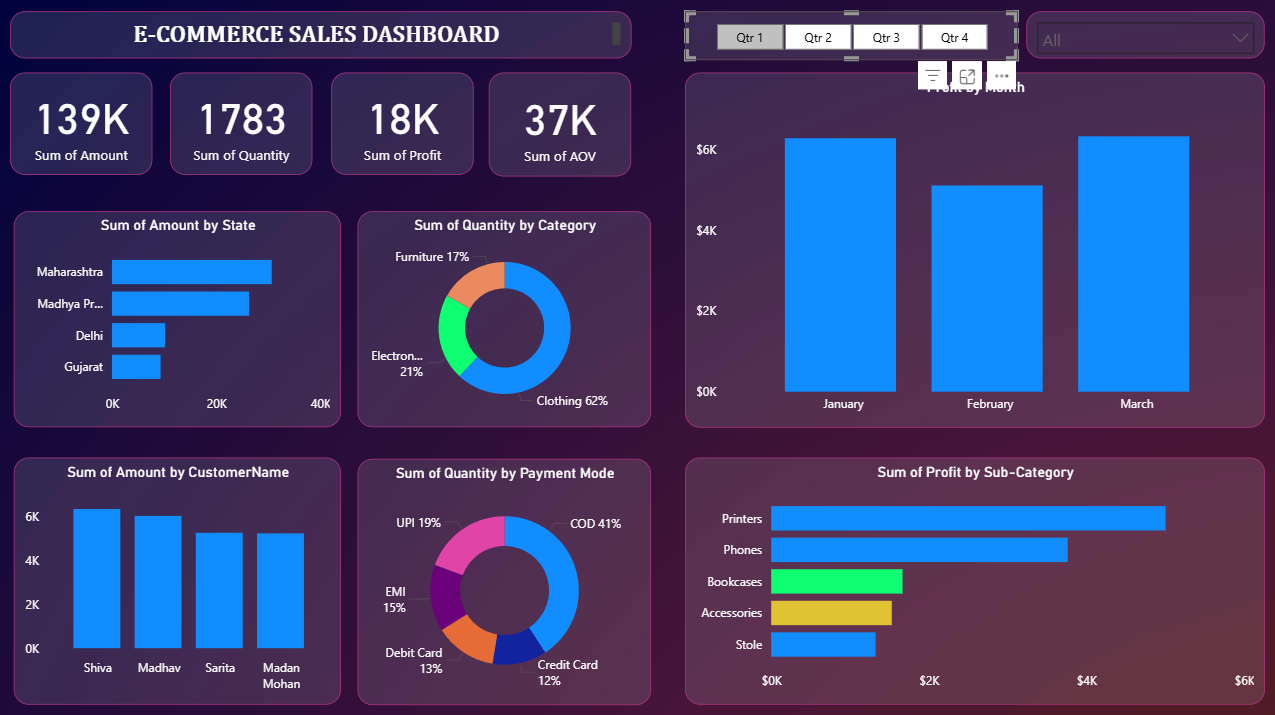 E-COMMERCE SALES DASHBOARD
Qtr 1
Qtr 2
Qtr 3
Qtr 4
All
139K
Sum of Amount
1783
Sum of Quantity
18K
Sum of Profit
37K
Sum of AOV
Profit by Month
$6K
$4K
$2K
$0K
January
February
March
Sum of Amount by State
Maharashtra
Madhya Pr...
Delhi
Gujarat
0K
20K
40K
Sum of Quantity by Category
Furniture 17%
Electron...
21%
Clothing 62%
Sum of Amount by CustomerName
6K
4K
2K
0K
Shiva
Madhav
Sarita
Madan
Mohan
Sum of Quantity by Payment Mode
UPI 19%
COD 41%
EMI
15%
Debit Card
13%
Credit Card
12%
Sum of Profit by Sub-Category
Printers
Phones
Bookcases
Accessories
Stole
$0K
$2K
$4K
$6K